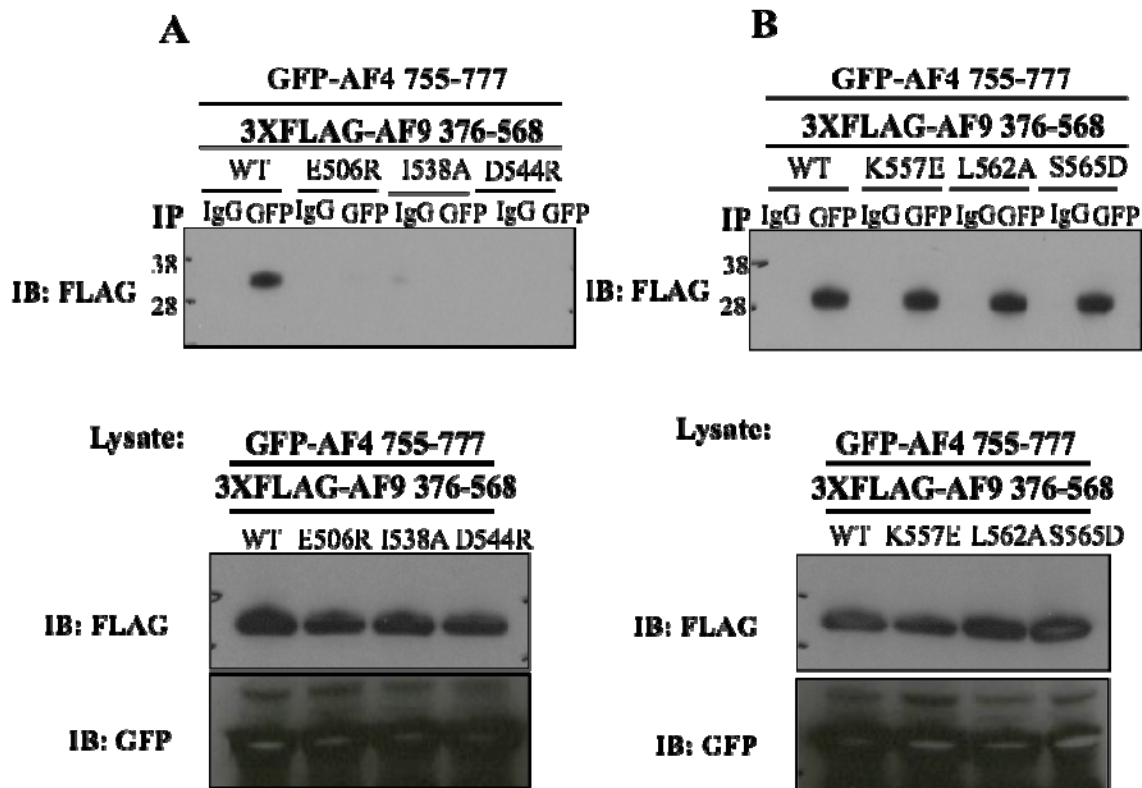 A
GFP-AF4 755-777
3XFLAG-AF9 376-568
WT E506R I538A D544R
IP IgG GFP IgG GFP IgG GFP IgG GFP
38
IB: FLAG
28
Lysate:
GFP-AF4 755-777
3XFLAG-AF9 376-568
WT E506R I538A D544R
IB: FLAG
IB: GFP
B
GFP-AF4 755-777
3XFLAG-AF9 376-568
WT K557E L562A S565D
IP IgG GFP IgG GFP IgG GFP IgG GFP
38
IB: FLAG
28
Lysate:
GFP-AF4 755-777
3XFLAG-AF9 376-568
WT K557E L562A S565D
IB: FLAG
IB: GFP